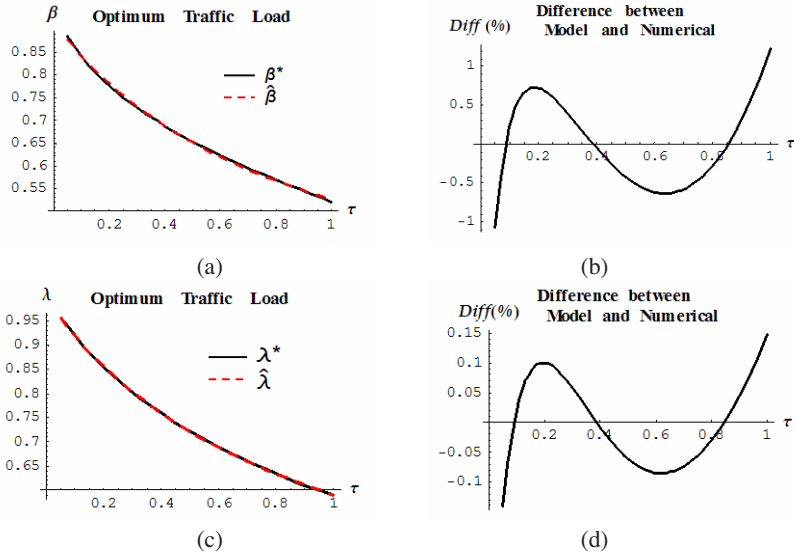 β Optimum Traffic Load
0.85
0.8
0.75
0.7
0.65
0.6
0.55
β*
β̂
0.2 0.4 0.6 0.8 1 τ
(a)
Difference between
Diff (%) Model and Numerical
1
0.5
-0.5
-1
0.2 0.4 0.6 0.8 1 τ
(b)
λ Optimum Traffic Load
0.95
0.9
0.85
0.8
0.75
0.7
0.65
λ*
λ̂
0.2 0.4 0.6 0.8 1 τ
(c)
Difference between
Diff(%) Model and Numerical
0.15
0.1
0.05
-0.05
-0.1
0.2 0.4 0.6 0.8 1 τ
(d)